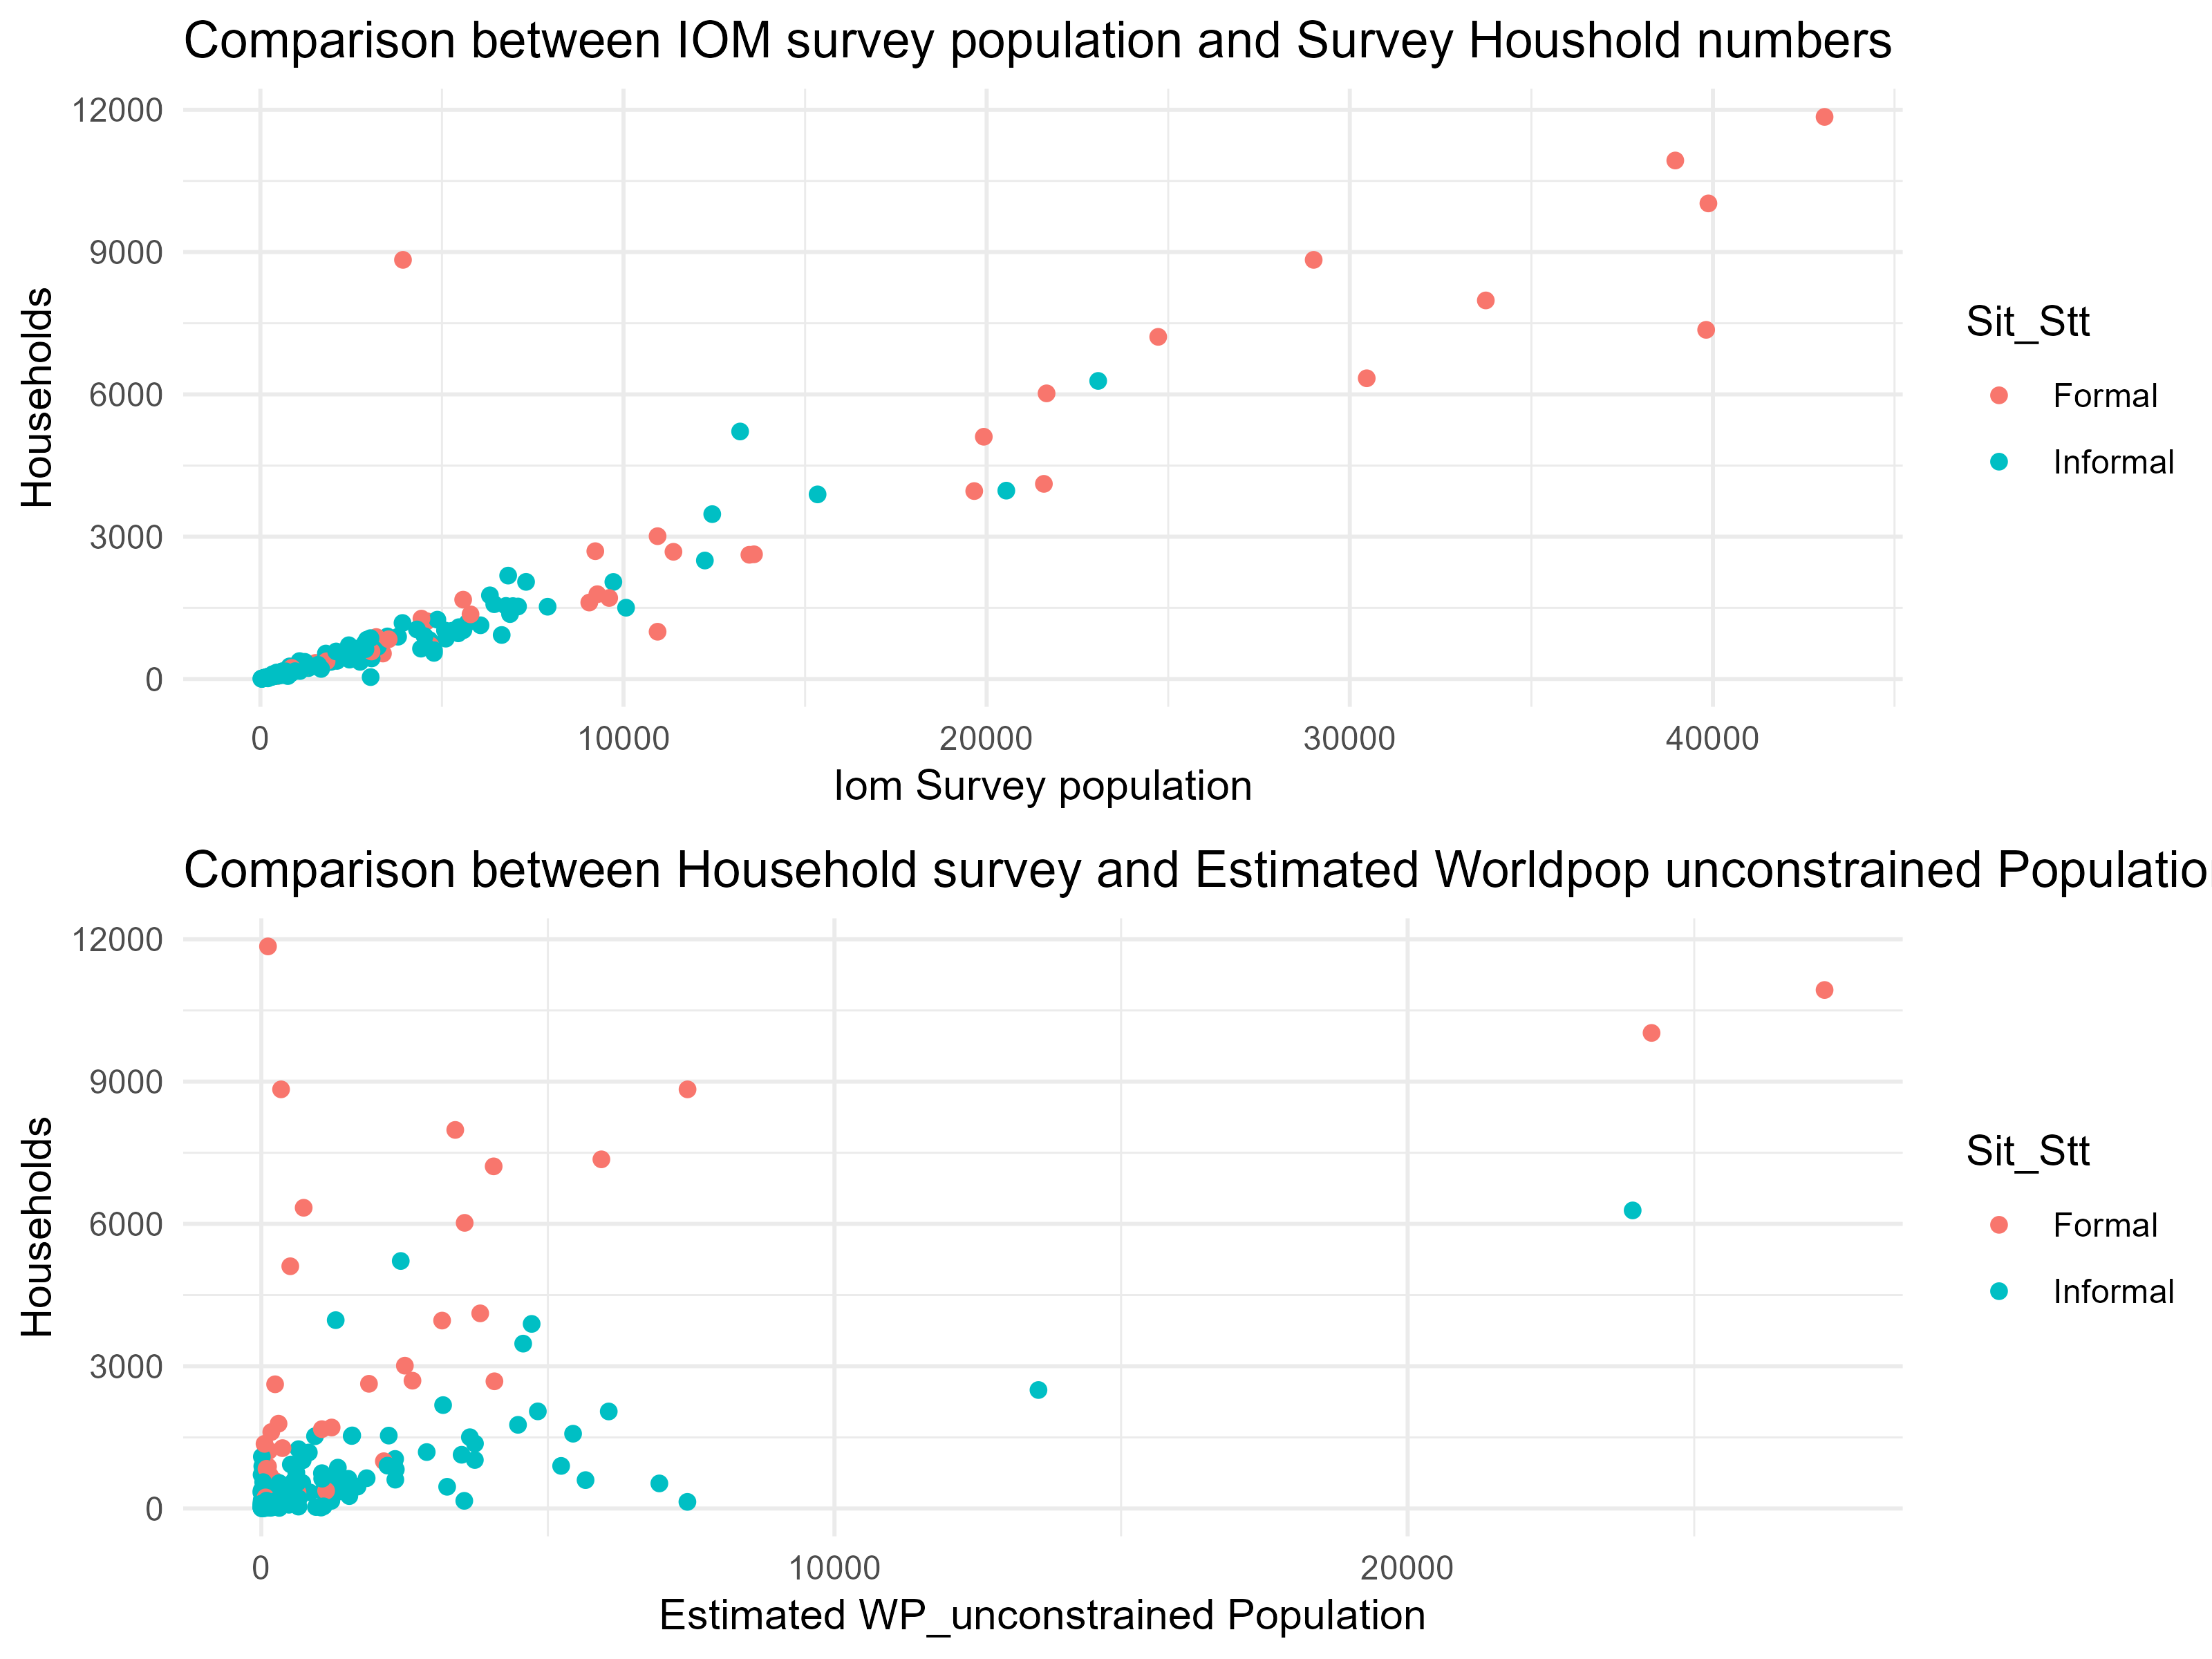 Comparison between IOM survey population and Survey Houshold numbers
12000
9000
6000
3000
0
Households
0 10000 20000 30000 40000
Iom Survey population
Sit_Stt
Formal
Informal
Comparison between Household survey and Estimated Worldpop unconstrained Populatio
12000
9000
6000
3000
0
Households
0 10000 20000
Estimated WP_unconstrained Population
Sit_Stt
Formal
Informal